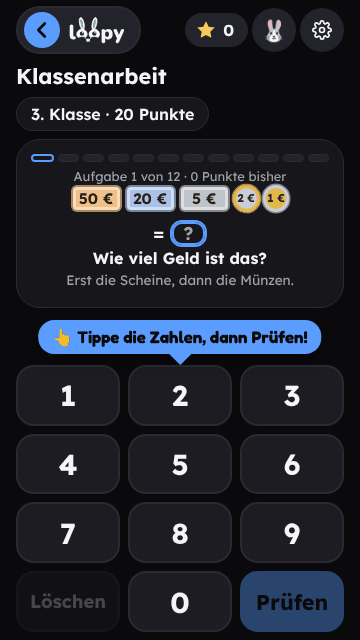 loopy
0
Klassenarbeit
3. Klasse · 20 Punkte
Aufgabe 1 von 12 · 0 Punkte bisher
50 € 20 € 5 € 2 € 1 €
= ?
Wie viel Geld ist das?
Erst die Scheine, dann die Münzen.
👆 Tippe die Zahlen, dann Prüfen!
1 2 3
4 5 6
7 8 9
Löschen 0 Prüfen